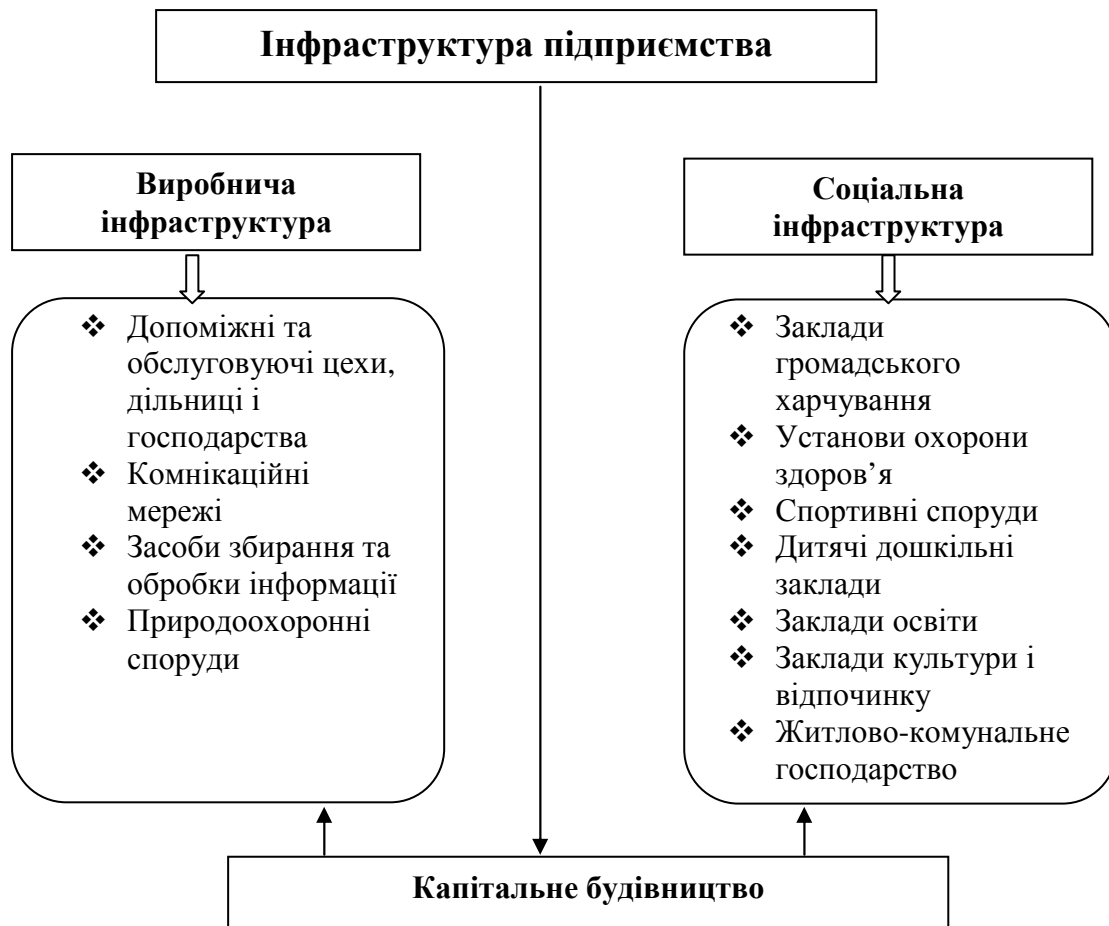 Інфраструктура підприємства
Виробнича
інфраструктура
❖ Допоміжні та
обслуговуючі цехи,
дільниці і
господарства
❖ Комнікаційні
мережі
❖ Засоби збирання та
обробки інформації
❖ Природоохоронні
споруди
Соціальна
інфраструктура
❖ Заклади
громадського
харчування
❖ Установи охорони
здоров’я
❖ Спортивні споруди
❖ Дитячі дошкільні
заклади
❖ Заклади освіти
❖ Заклади культури і
відпочинку
❖ Житлово-комунальне
господарство
Капітальне будівництво